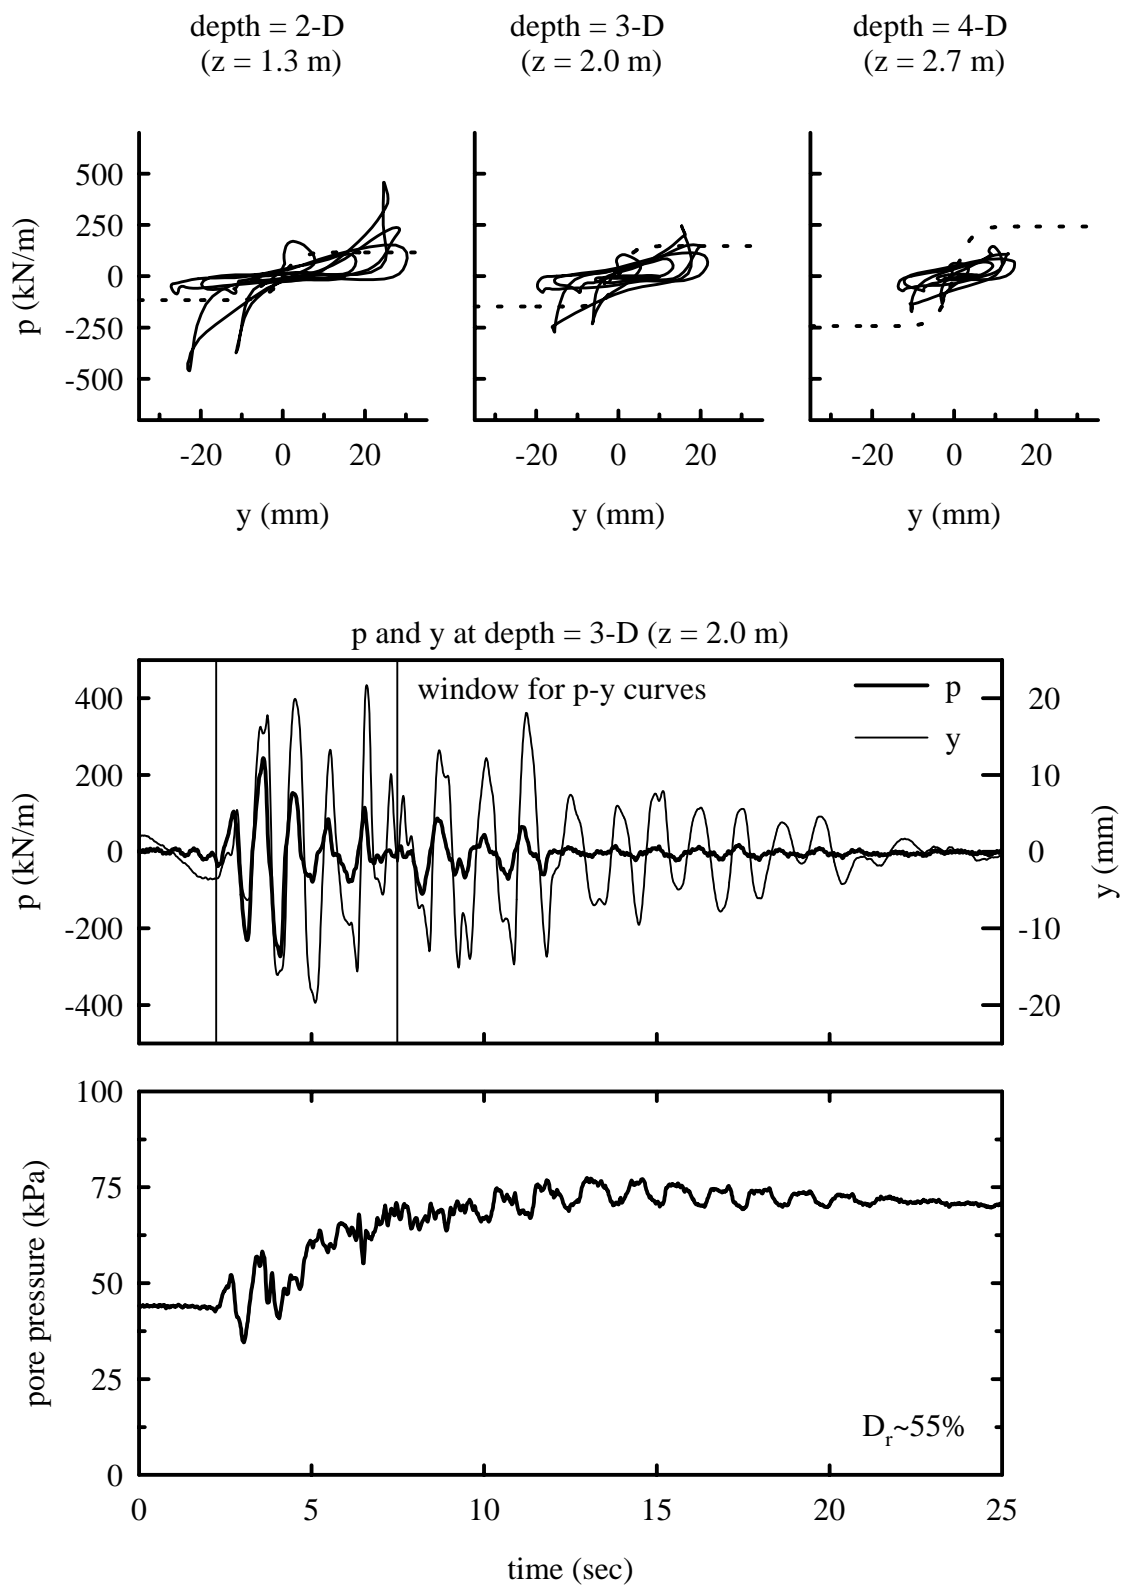 depth = 2-D
(z = 1.3 m)
depth = 3-D
(z = 2.0 m)
depth = 4-D
(z = 2.7 m)
p (kN/m)
500
250
0
-250
-500
-20 0 20
-20 0 20
-20 0 20
y (mm)
y (mm)
y (mm)
p and y at depth = 3-D (z = 2.0 m)
window for p-y curves
p
y
p (kN/m)
400
200
0
-200
-400
20
10
0
-10
-20
y (mm)
pore pressure (kPa)
100
75
50
25
0
Dr~55%
0 5 10 15 20 25
time (sec)